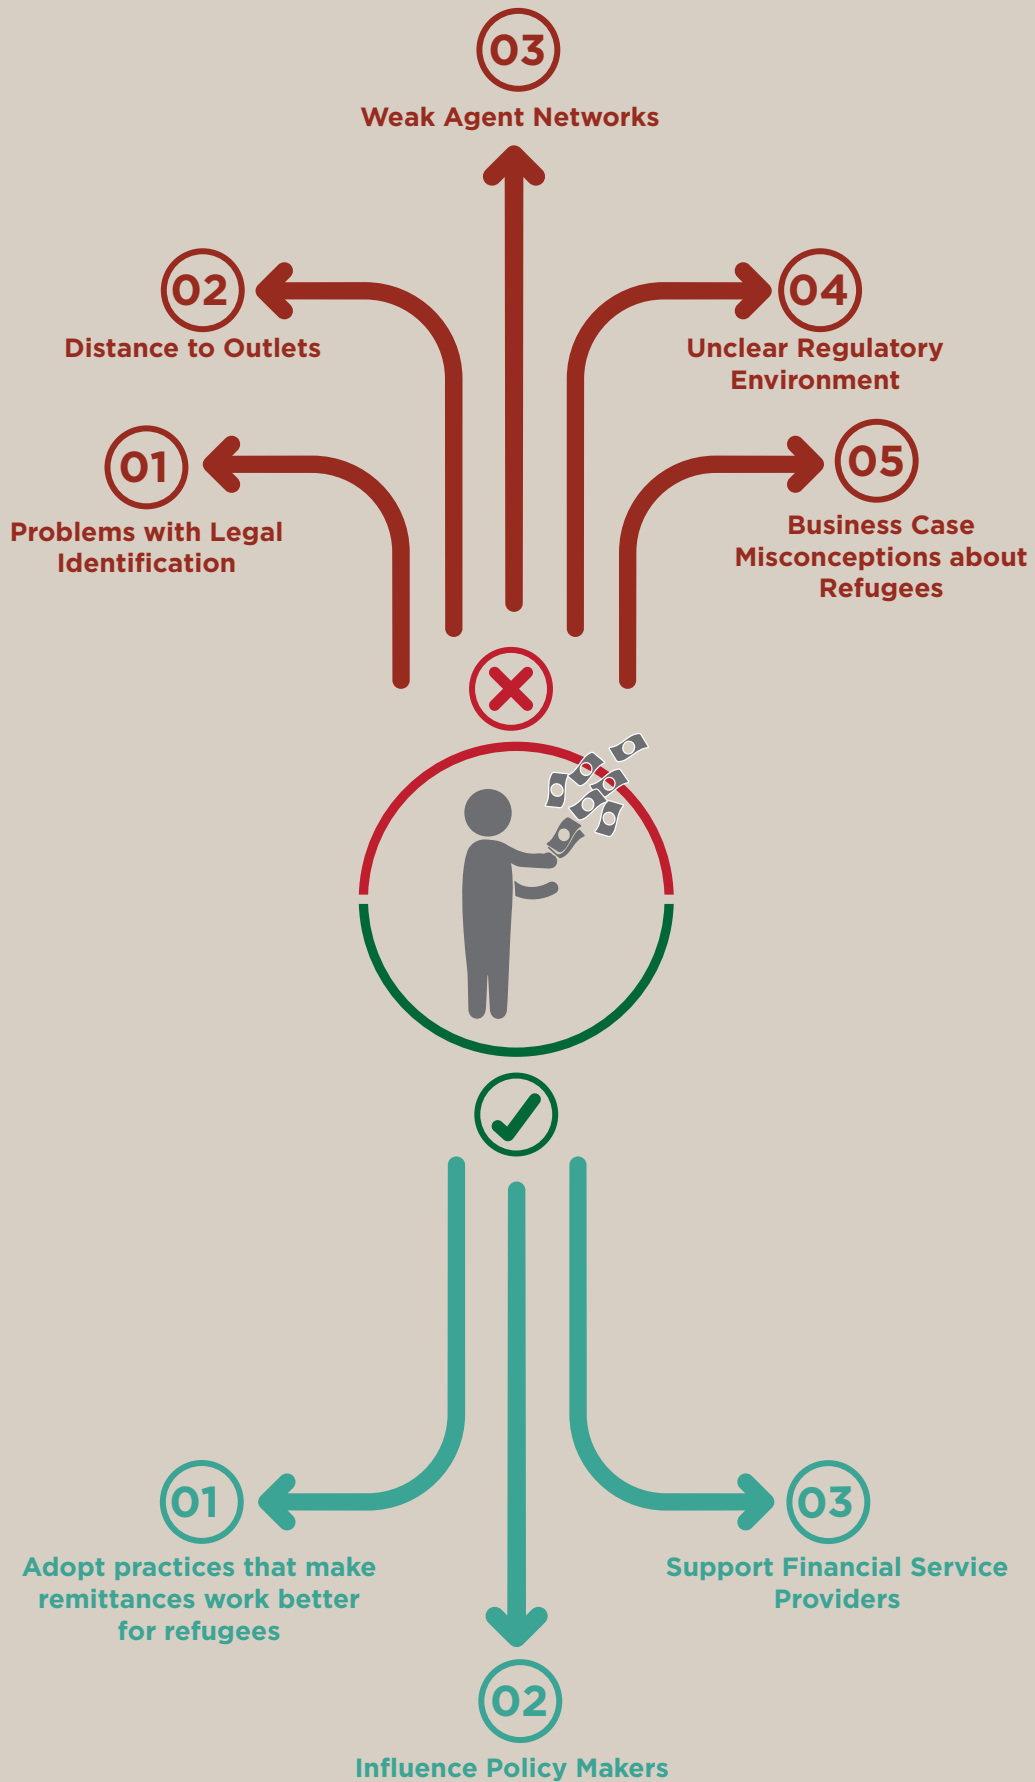 03
Weak Agent Networks
02
Distance to Outlets
04
Unclear Regulatory
Environment
01
Problems with Legal
Identification
05
Business Case
Misconceptions about
Refugees
01
Adopt practices that make
remittances work better
for refugees
03
Support Financial Service
Providers
02
Influence Policy Makers